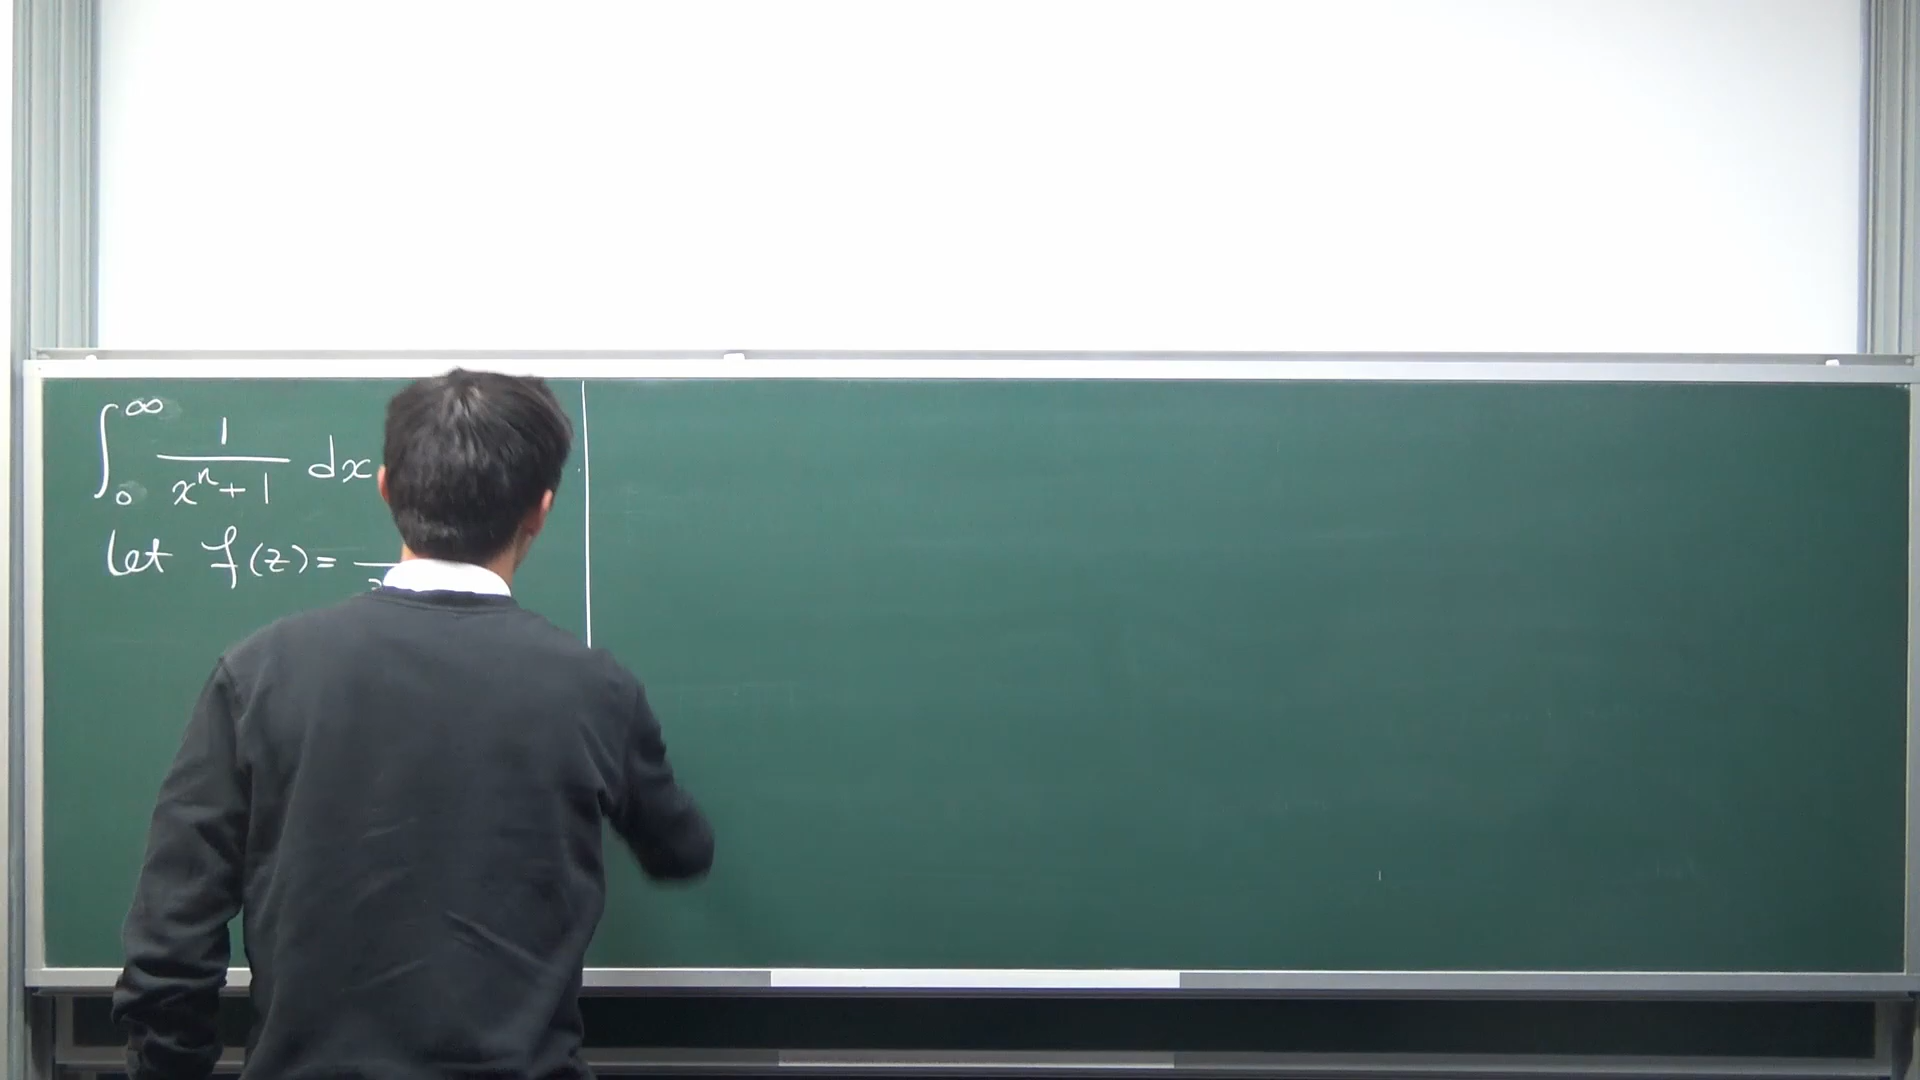 ∫₀^∞ 1/(xⁿ+1) dx
Let f(z)=